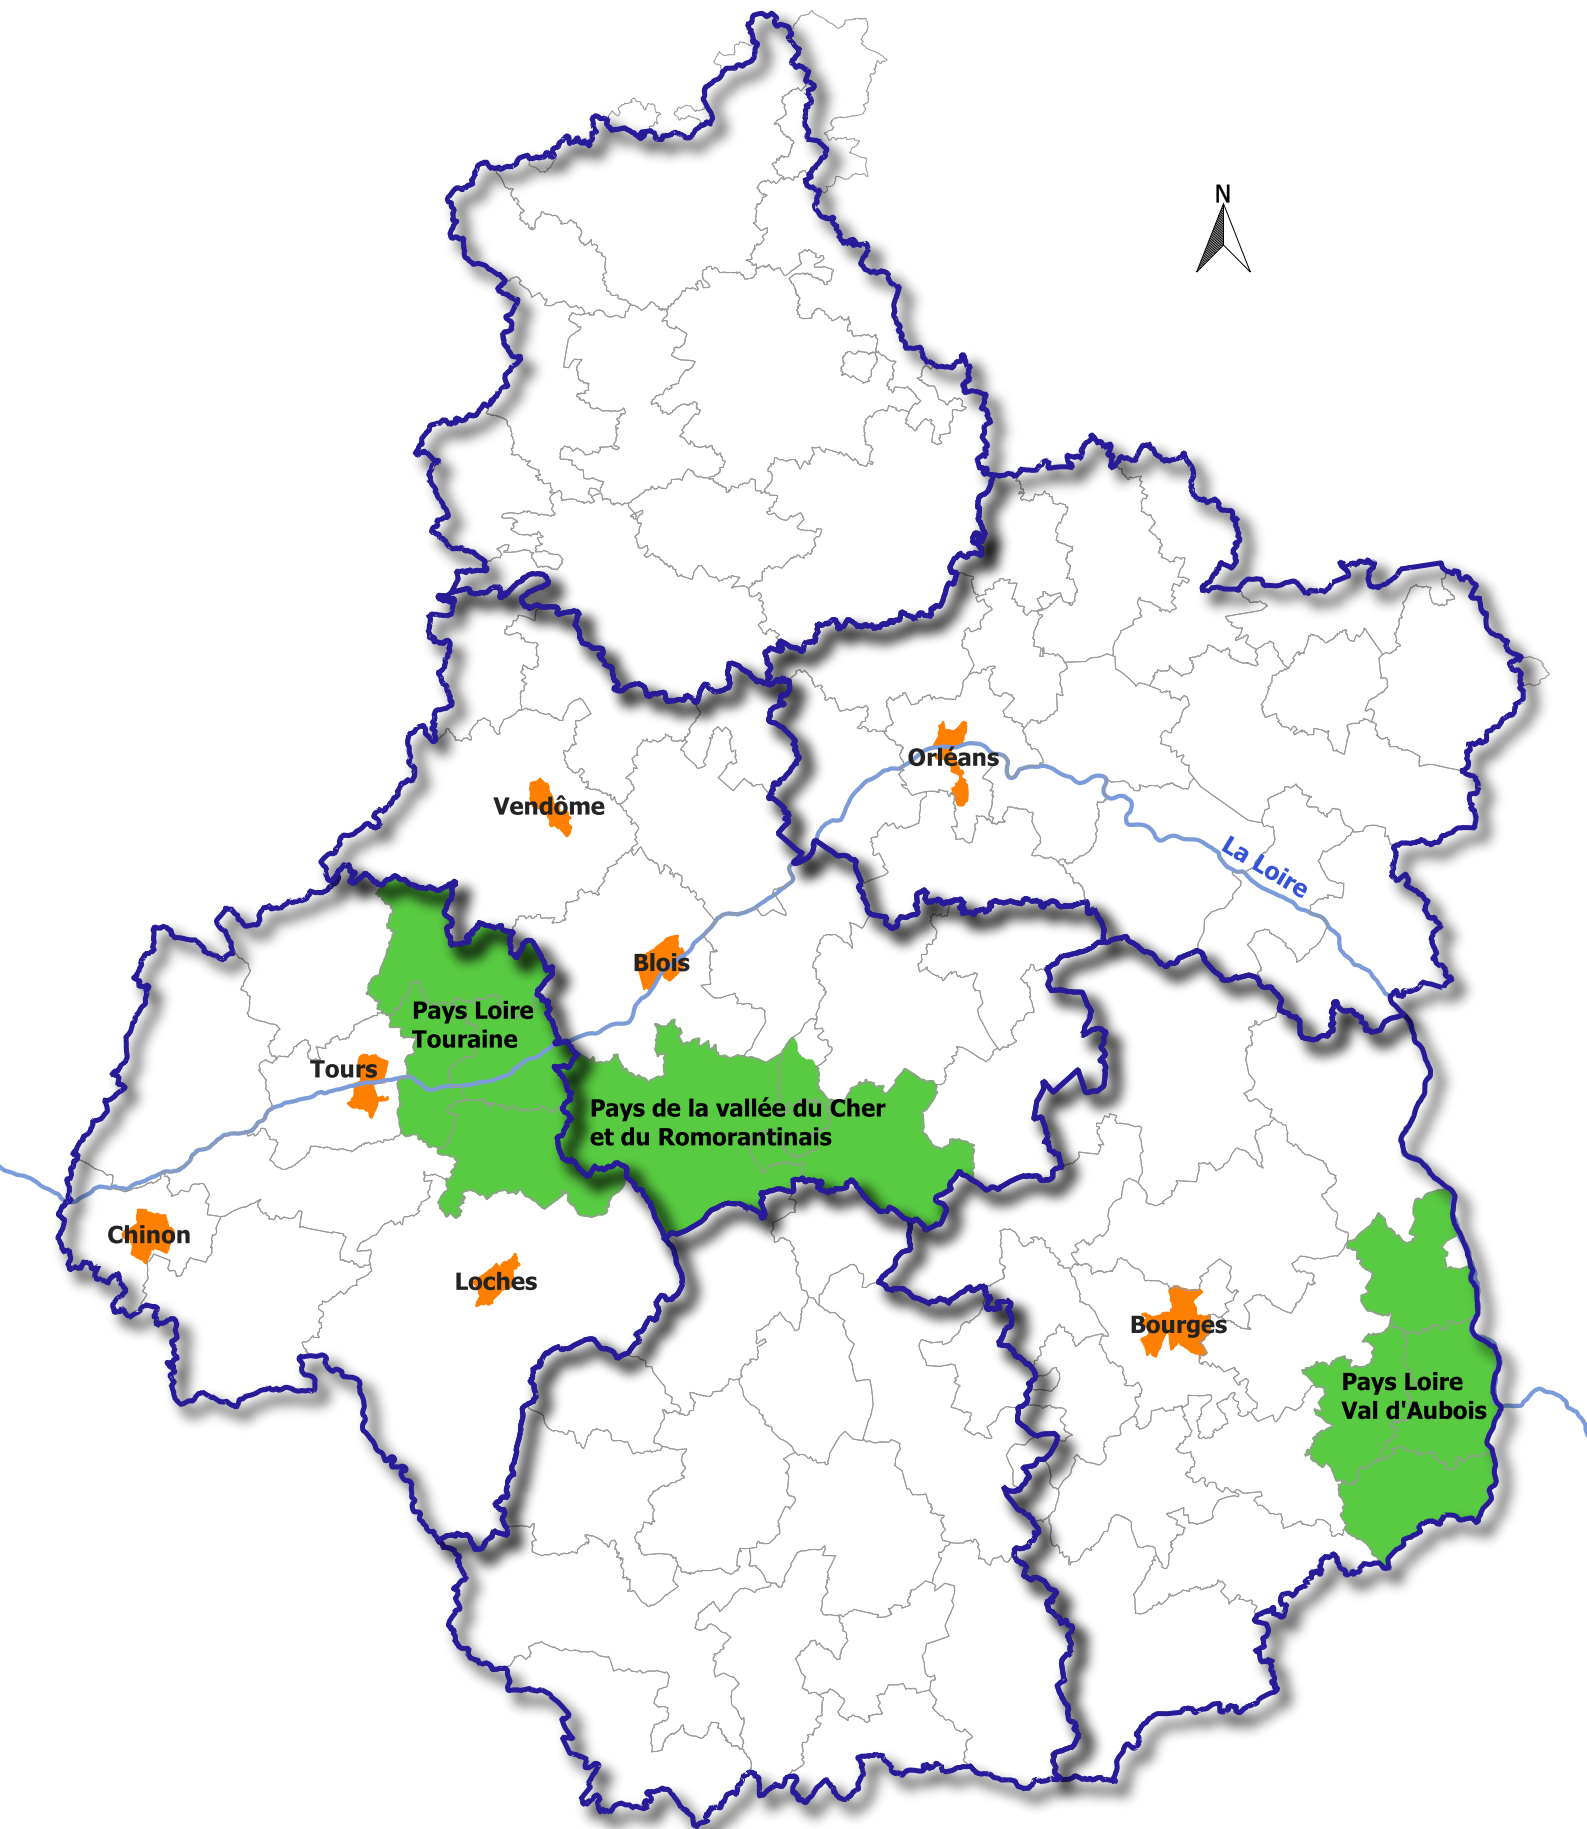 N
Orléans
Vendôme
La Loire
Blois
Pays Loire
Touraine
Tours
Pays de la vallée du Cher
et du Romorantinais
Chinon
Loches
Bourges
Pays Loire
Val d'Aubois